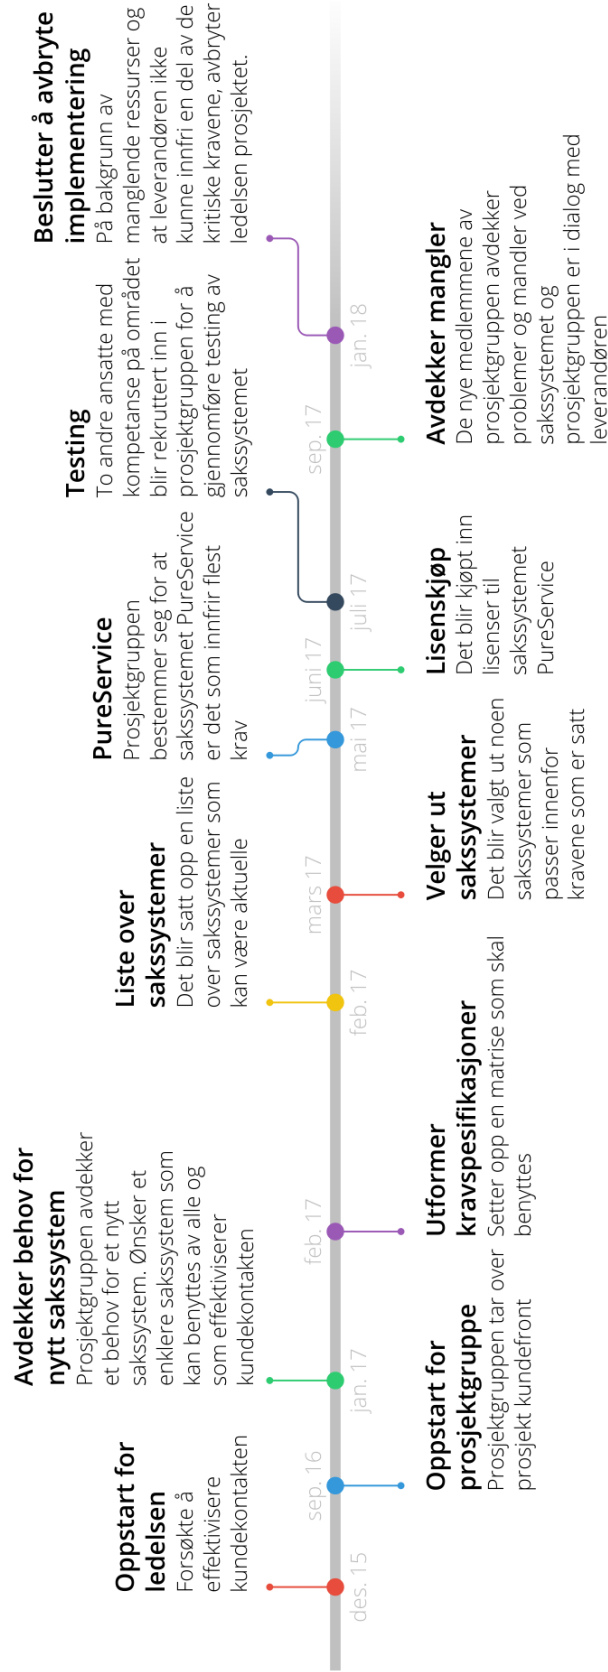 Oppstart for
ledelsen
Forsøkte å
effektivisere
kundekontakten
des. 15
sep. 16
Oppstart for
prosjektgruppe
Prosjektgruppen tar over
prosjekt kundefront
Avdekker behov for
nytt sakssystem
Prosjektgruppen avdekker
et behov for et nytt
sakssystem. Ønsker et
enklere sakssystem som
kan benyttes av alle og
som effektiviserer
kundekontakten
jan. 17
feb. 17
Utformer
kravspesifikasjoner
Setter opp en matrise som skal
benyttes
Liste over
sakssystemer
Det blir satt opp en liste
over sakssystemer som
kan være aktuelle
feb. 17
mars 17
Velger ut
sakssystemer
Det blir valgt ut noen
sakssystemer som
passer innenfor
kravene som er satt
PureService
Prosjektgruppen
bestemmer seg for at
sakssystemet PureService
er det som innfrir flest
krav
mai 17
juni 17
Lisenskjøp
Det blir kjøpt inn
lisenser til
sakssystemet
PureService
Testing
To andre ansatte med
kompetanse på området
blir rekruttert inn i
prosjektgruppen for å
gjennomføre testing av
sakssystemet
juli 17
sep. 17
Avdekker mangler
De nye medlemmene av
prosjektgruppen avdekker
problemer og mandler ved
sakssystemet og
prosjektgruppen er i dialog med
leverandøren
Beslutter å avbryte
implementering
På bakgrunn av
manglende ressurser og
at leverandøren ikke
kunne innfri en del av de
kritiske kravene, avbryter
ledelsen prosjektet.
jan. 18